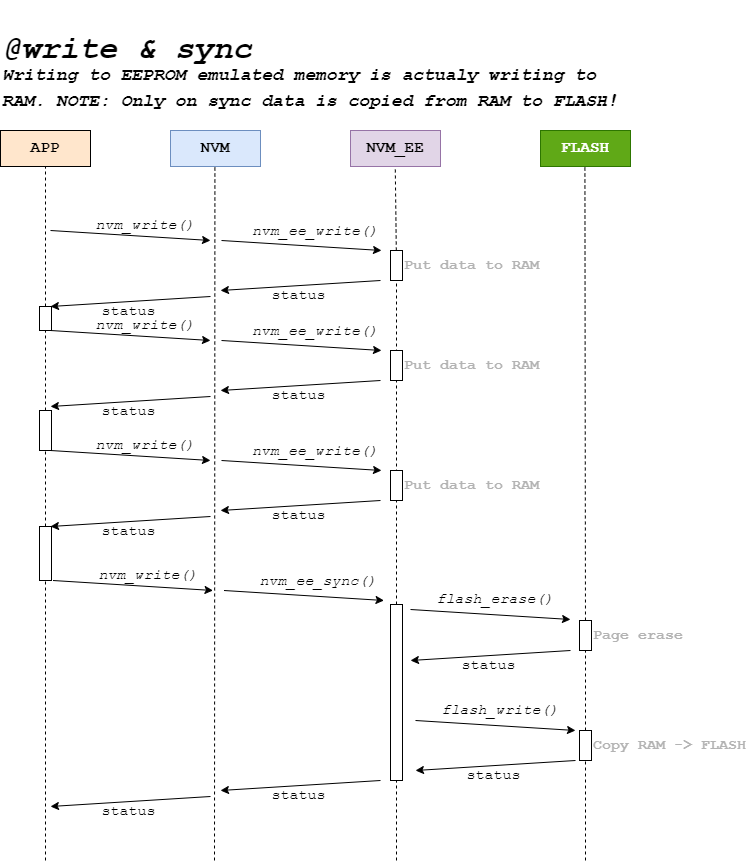 @write & sync
Writing to EEPROM emulated memory is actualy writing to
RAM. NOTE: Only on sync data is copied from RAM to FLASH!
APP
NVM
NVM_EE
FLASH
nvm_write()
nvm_ee_write()
Put data to RAM
status
status
nvm_write()
nvm_ee_write()
Put data to RAM
status
status
nvm_write()
nvm_ee_write()
Put data to RAM
status
status
nvm_write()
nvm_ee_sync()
flash_erase()
Page erase
status
flash_write()
Copy RAM -> FLASH
status
status
status